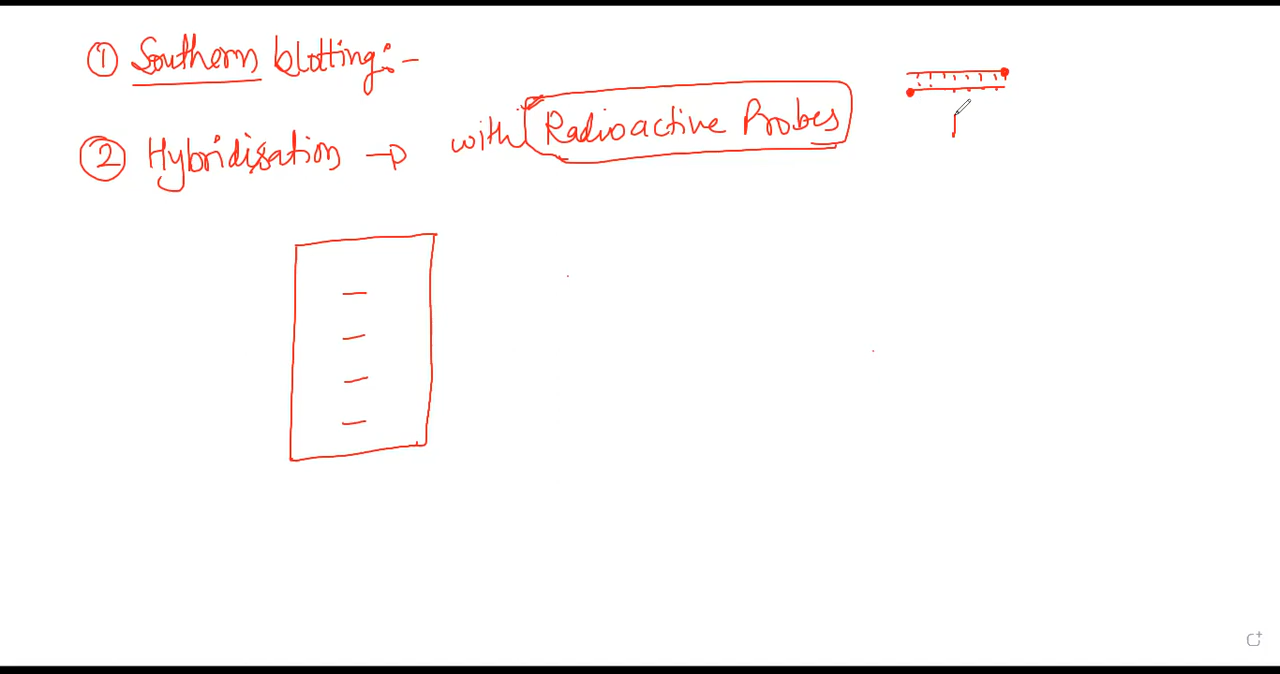 ① Southern blotting:-
② Hybridisation → with Radioactive Probes